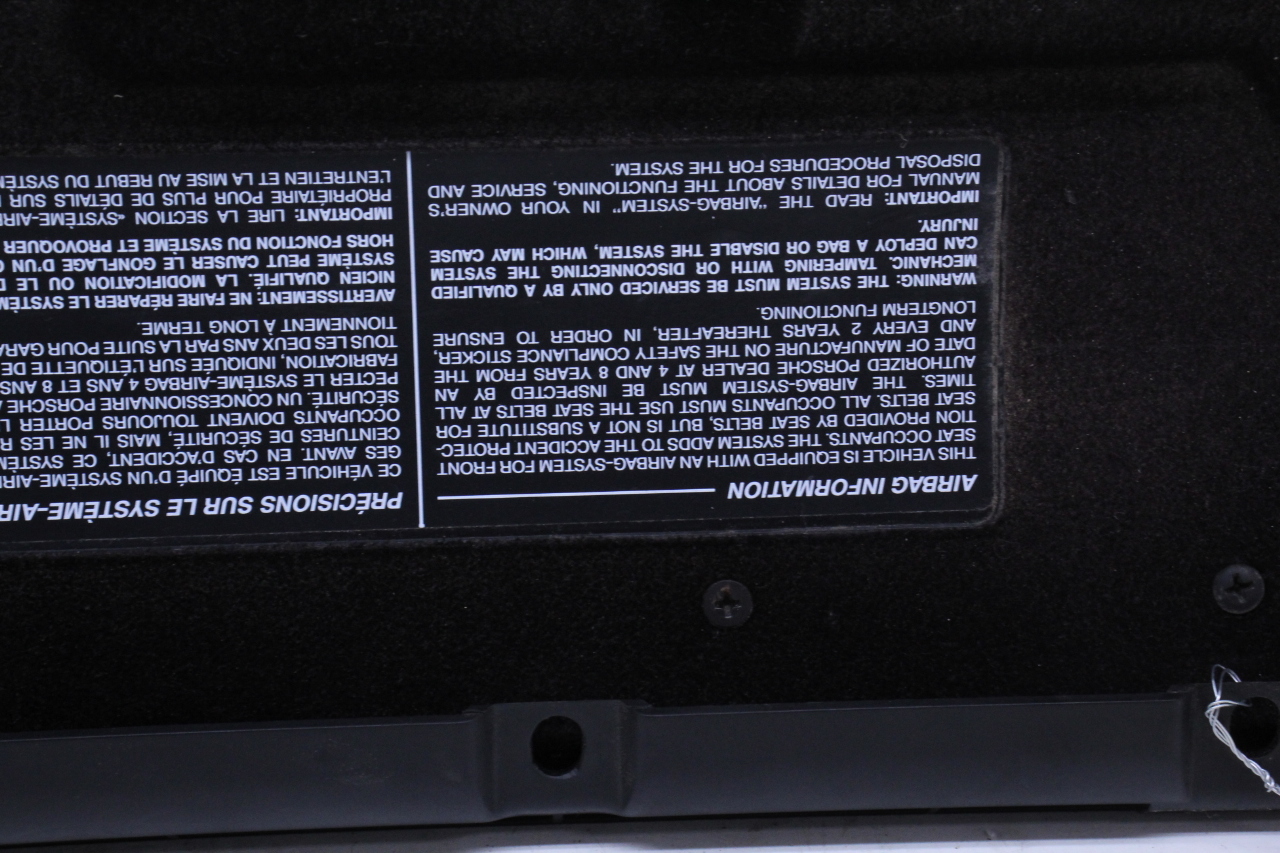 AIRBAG INFORMATION
THIS VEHICLE IS EQUIPPED WITH AN AIRBAG-SYSTEM FOR FRONT
SEAT OCCUPANTS. THE SYSTEM ADDS TO THE ACCIDENT PROTEC-
TION PROVIDED BY SEAT BELTS, BUT IS NOT A SUBSTITUTE FOR
SEAT BELTS. ALL OCCUPANTS MUST USE THE SEAT BELTS AT ALL
TIMES. THE AIRBAG-SYSTEM MUST BE INSPECTED BY AN
AUTHORIZED PORSCHE DEALER AT 4 AND 8 YEARS FROM THE
DATE OF MANUFACTURE ON THE SAFETY COMPLIANCE STICKER,
AND EVERY 2 YEARS THEREAFTER, IN ORDER TO ENSURE
LONGTERM FUNCTIONING.
WARNING: THE SYSTEM MUST BE SERVICED ONLY BY A QUALIFIED
MECHANIC. TAMPERING WITH OR DISCONNECTING THE SYSTEM
CAN DEPLOY A BAG OR DISABLE THE SYSTEM, WHICH MAY CAUSE
INJURY.
IMPORTANT: READ THE "AIRBAG-SYSTEM" IN YOUR OWNER'S
MANUAL FOR DETAILS ABOUT THE FUNCTIONING, SERVICE AND
DISPOSAL PROCEDURES FOR THE SYSTEM.
PRÉCISIONS SUR LE SYSTÈME-AIR
CE VÉHICULE EST ÉQUIPÉ D'UN SYSTÈME-AIR
GES AVANT. EN CAS D'ACCIDENT, CE SYSTÈM
CEINTURES DE SÉCURITÉ, MAIS IL NE LES R
OCCUPANTS DOIVENT TOUJOURS PORTER L
SÉCURITÉ. UN CONCESSIONNAIRE PORSCHE
PECTER LE SYSTÈME-AIRBAG 4 ANS ET 8 ANS
FABRICATION, INDIQUÉE SUR L'ÉTIQUETTE DE
TOUS LES DEUX ANS PAR LA SUITE POUR GARA
TIONNEMENT À LONG TERME.
AVERTISSEMENT: NE FAIRE RÉPARER LE SYSTÈM
NICIEN QUALIFIÉ. LA MODIFICATION OU LE
SYSTÈME PEUT CAUSER LE GONFLAGE D'UN
HORS FONCTION DU SYSTÈME ET PROVOQUER
IMPORTANT: LIRE LA SECTION «SYSTÈME-AIR
PROPRIÉTAIRE POUR PLUS DE DÉTAILS SUR
L'ENTRETIEN ET LA MISE AU REBUT DU SYSTÈM